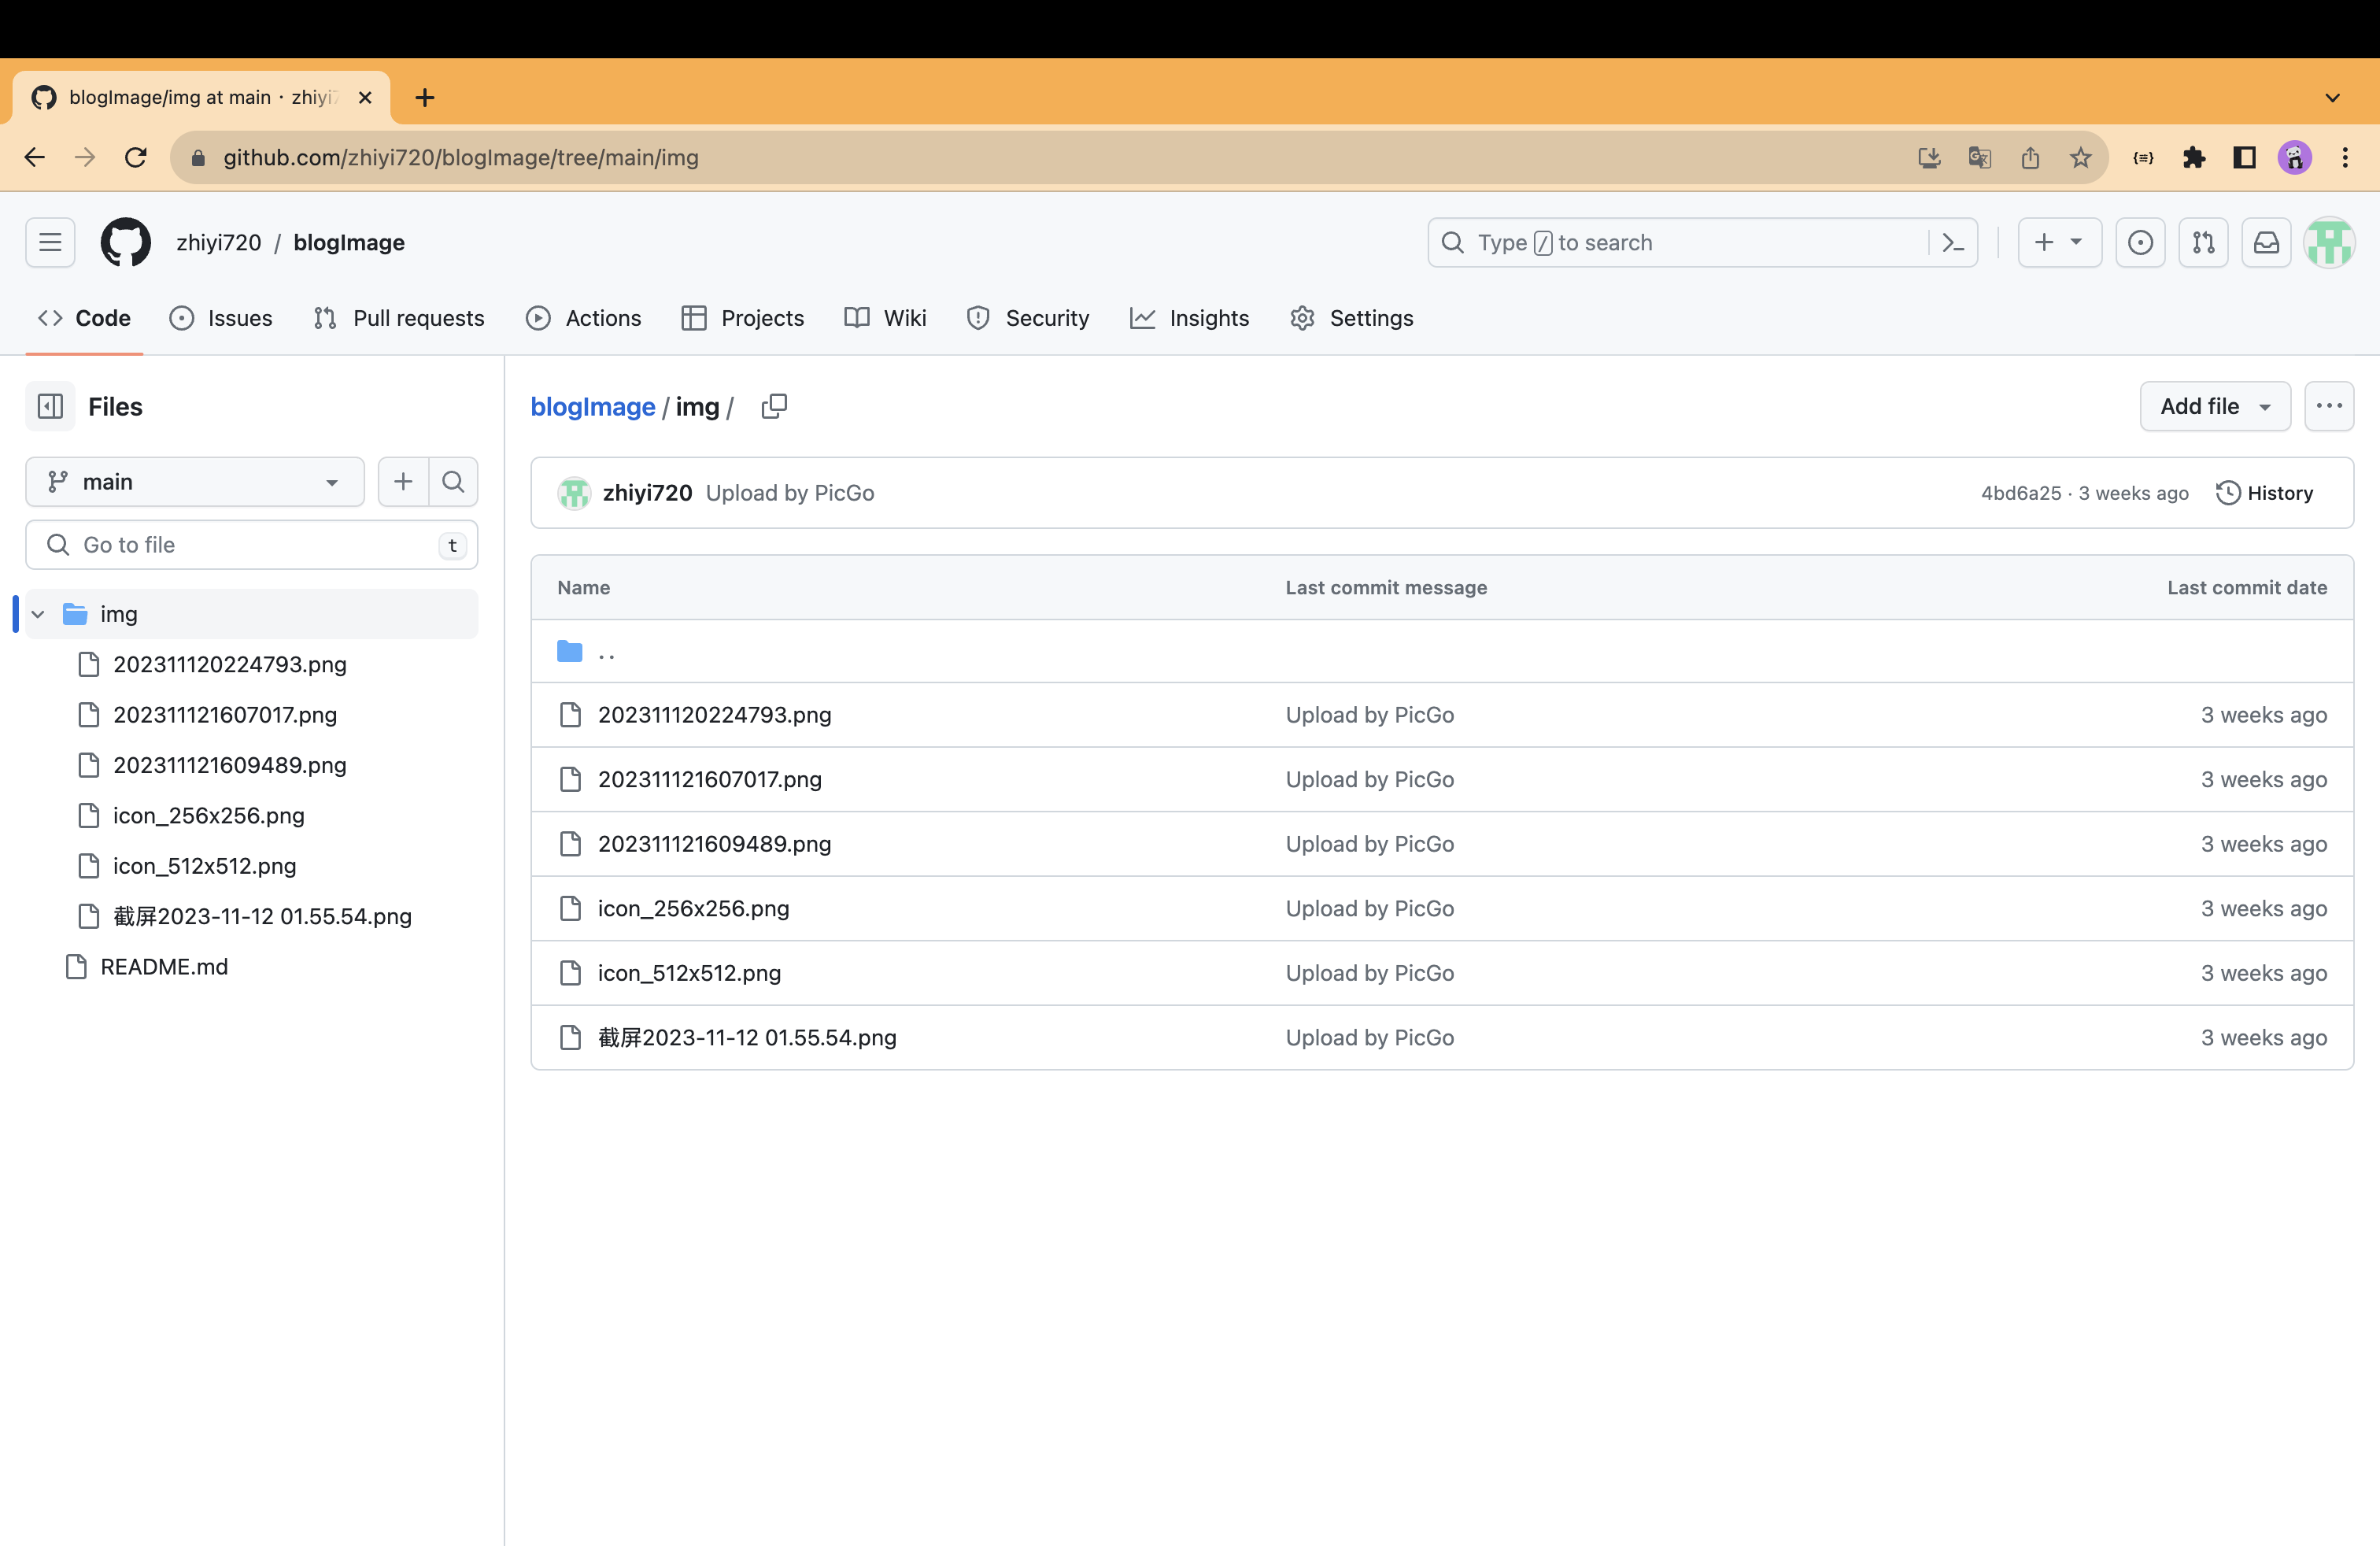 blogImage/img at main · zhiyi7
github.com/zhiyi720/blogImage/tree/main/img
zhiyi720 / blogImage
Type / to search
Code Issues Pull requests Actions Projects Wiki Security Insights Settings
Files
main
Go to file t
img
202311120224793.png
202311121607017.png
202311121609489.png
icon_256x256.png
icon_512x512.png
截屏2023-11-12 01.55.54.png
README.md
blogImage / img /
Add file
zhiyi720 Upload by PicGo 4bd6a25 · 3 weeks ago History
Name Last commit message Last commit date
..
202311120224793.png Upload by PicGo 3 weeks ago
202311121607017.png Upload by PicGo 3 weeks ago
202311121609489.png Upload by PicGo 3 weeks ago
icon_256x256.png Upload by PicGo 3 weeks ago
icon_512x512.png Upload by PicGo 3 weeks ago
截屏2023-11-12 01.55.54.png Upload by PicGo 3 weeks ago